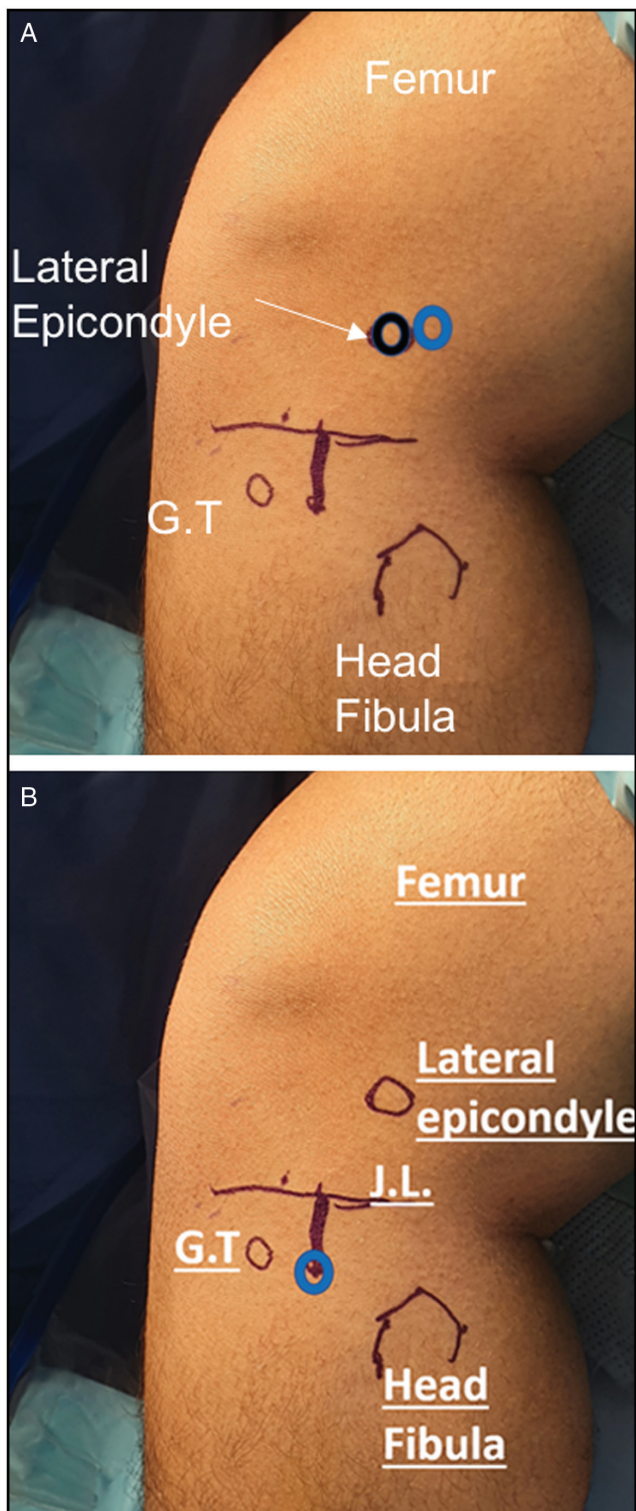 A
Femur
Lateral
Epicondyle
G.T
Head
Fibula
B
Femur
Lateral
epicondyle
J.L.
G.T
Head
Fibula